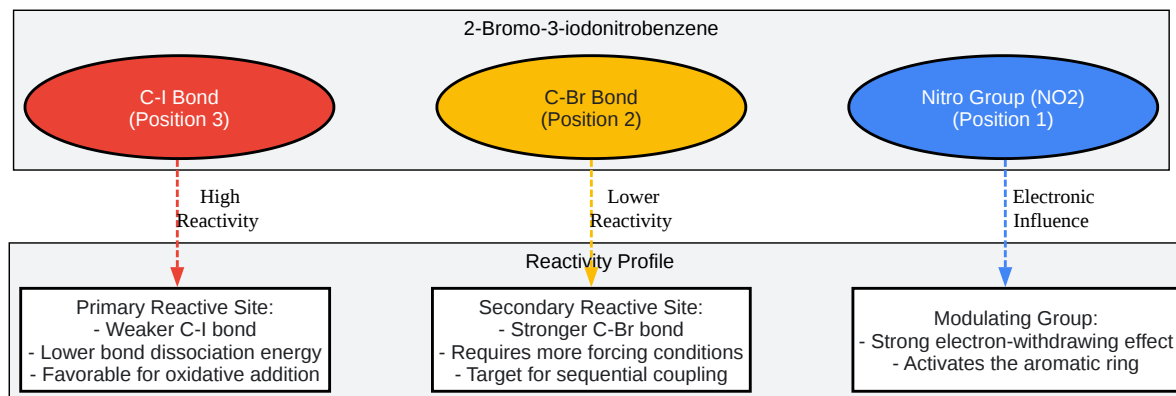 2-Bromo-3-iodonitrobenzene
C-I Bond
(Position 3)
C-Br Bond
(Position 2)
Nitro Group (NO2)
(Position 1)
High
Reactivity
Lower
Reactivity
Electronic
Influence
Reactivity Profile
Primary Reactive Site:
- Weaker C-I bond
- Lower bond dissociation energy
- Favorable for oxidative addition
Secondary Reactive Site:
- Stronger C-Br bond
- Requires more forcing conditions
- Target for sequential coupling
Modulating Group:
- Strong electron-withdrawing effect
- Activates the aromatic ring